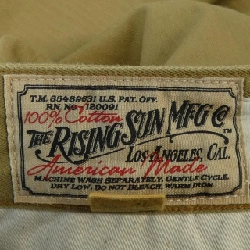 T.M. 88489631 U.S. PAT. OFF.
RN. NO. 120091
100% Cotton
THE RISING SUN MFG Co
LOS ANGELES, CAL.
American Made
MACHINE WASH SEPARATELY, GENTLE CYCLE
DRY LOW, DO NOT BLEACH, WARM IRON